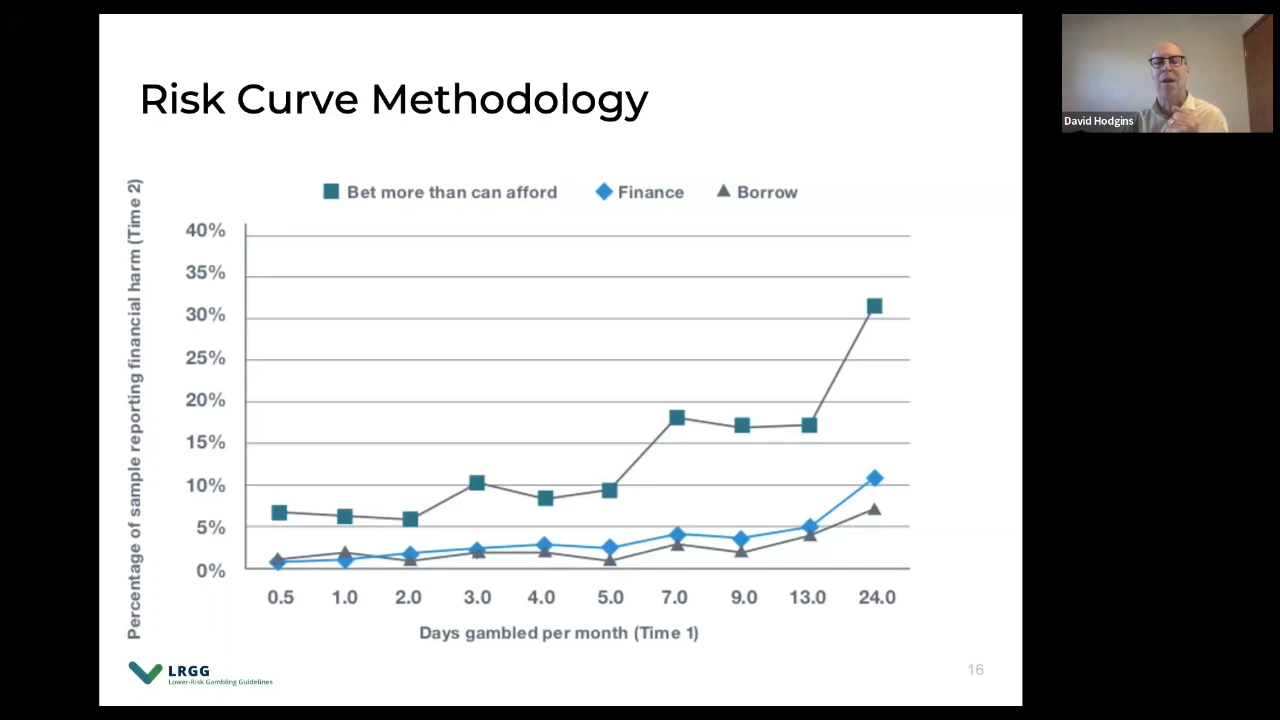 Risk Curve Methodology
David Hodgins
Bet more than can afford Finance Borrow
Percentage of sample reporting financial harm (Time 2)
40%
35%
30%
25%
20%
15%
10%
5%
0%
0.5 1.0 2.0 3.0 4.0 5.0 7.0 9.0 13.0 24.0
Days gambled per month (Time 1)
LRGG
Lower-Risk Gambling Guidelines
16